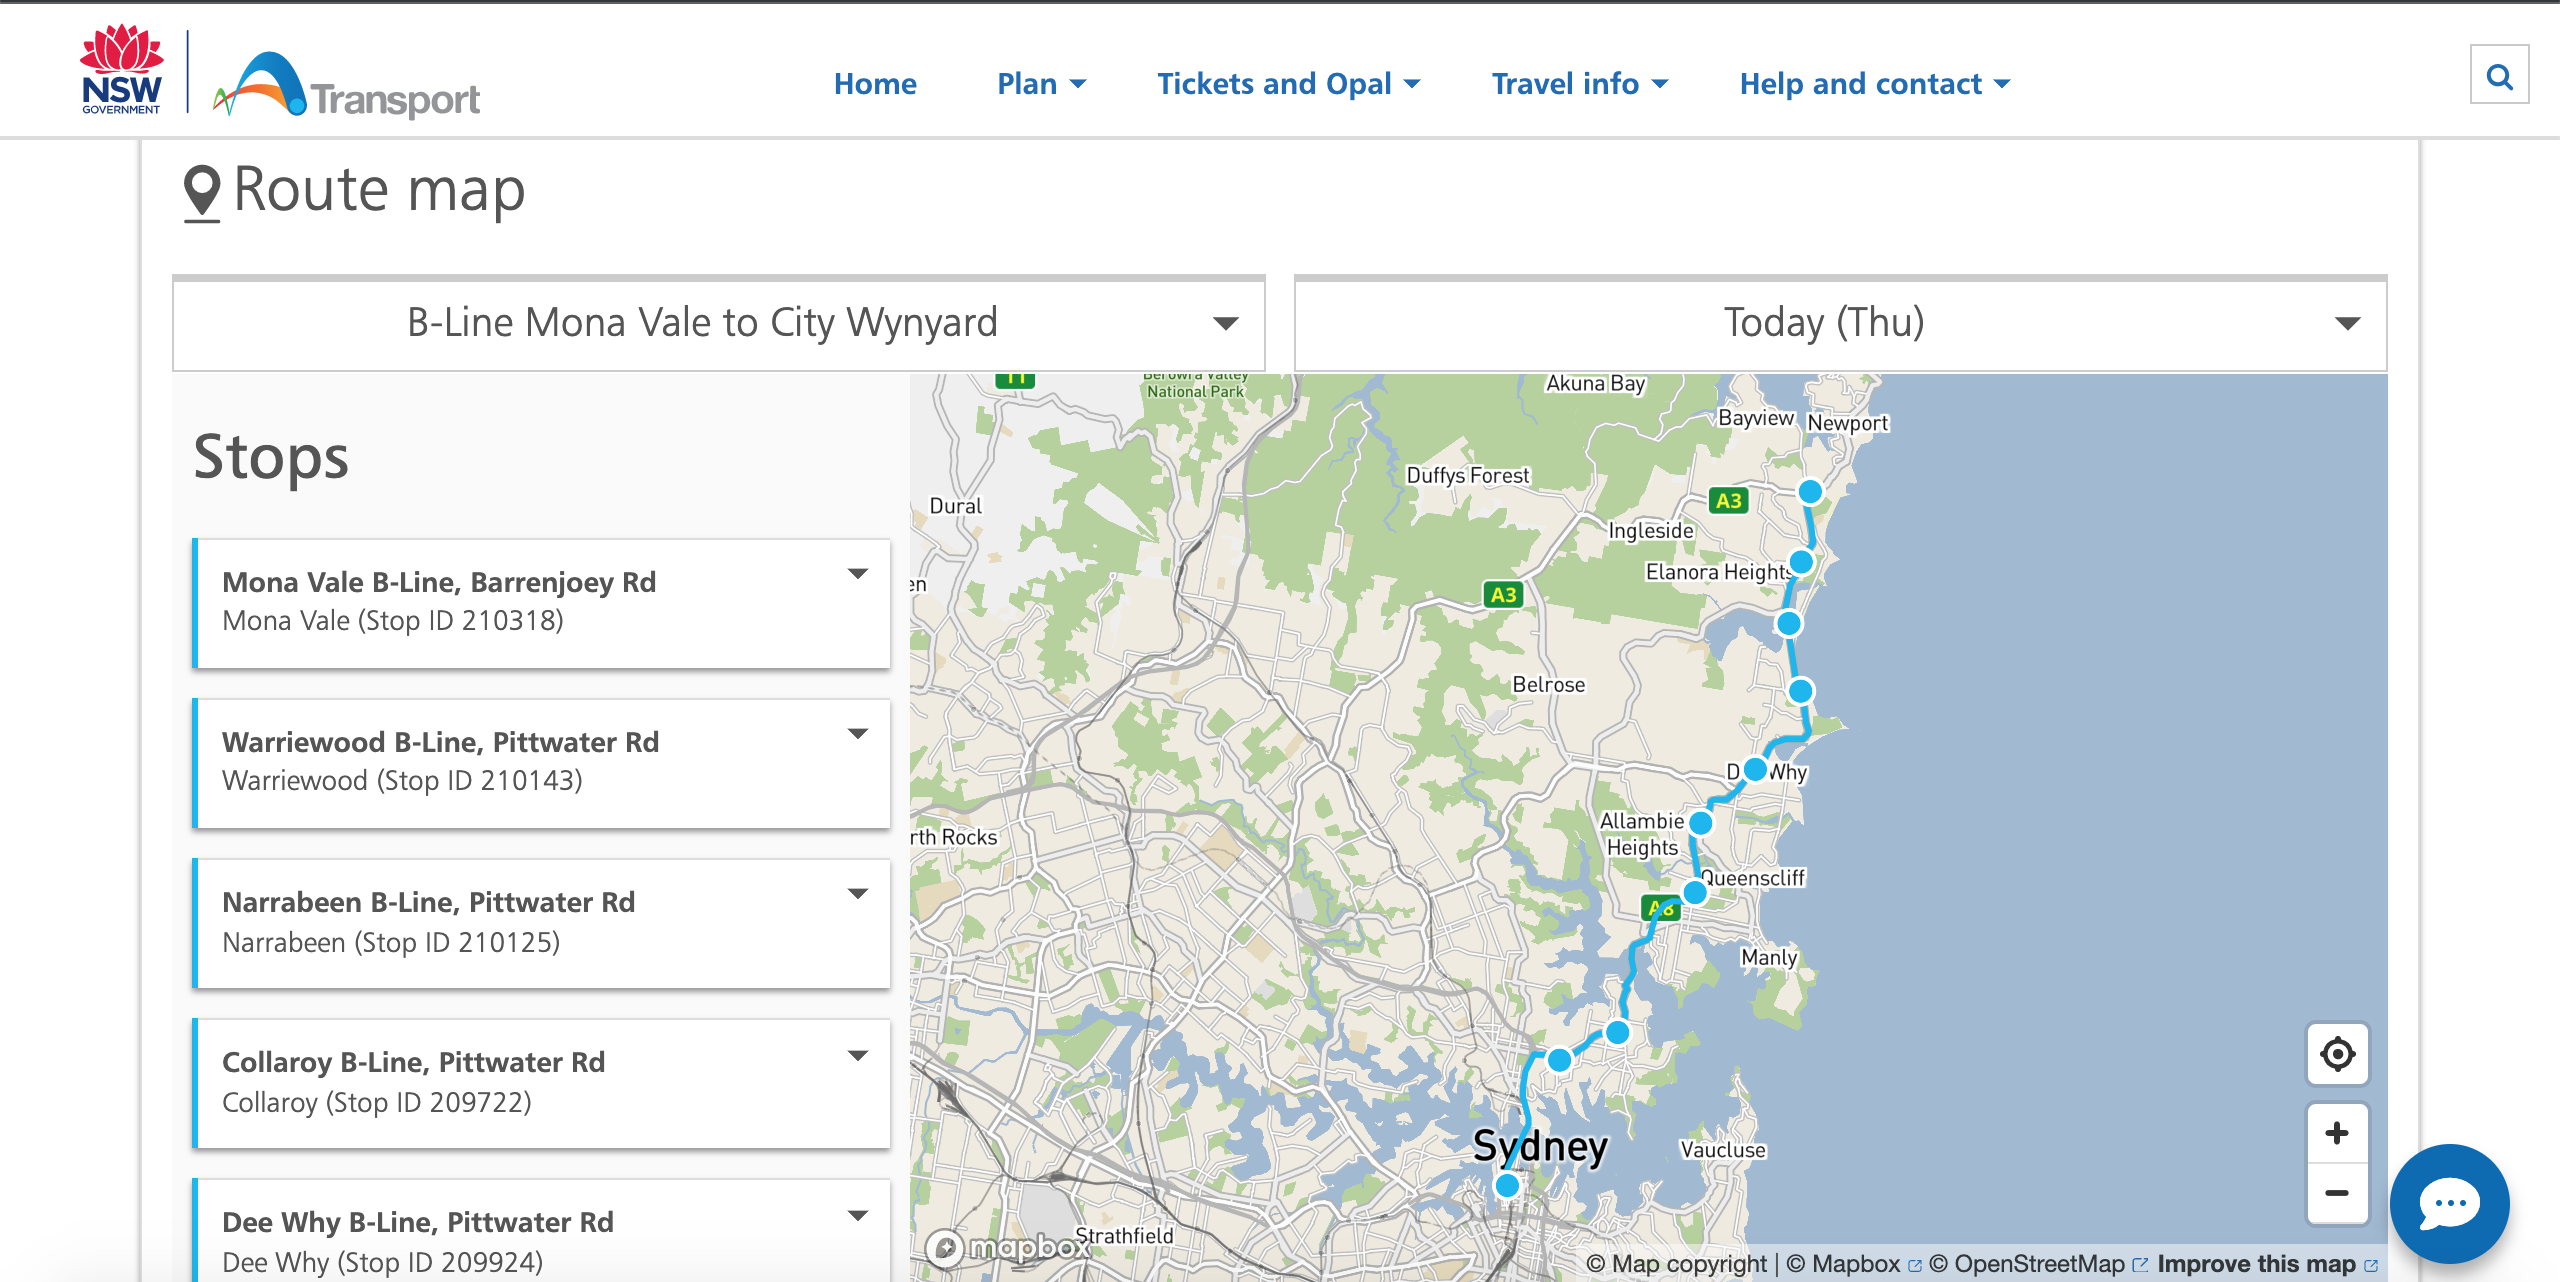 NSW
GOVERNMENT
Transport
Home
Plan
Tickets and Opal
Travel info
Help and contact
Route map
B-Line Mona Vale to City Wynyard
Today (Thu)
Stops
Mona Vale B-Line, Barrenjoey Rd
Mona Vale (Stop ID 210318)
Warriewood B-Line, Pittwater Rd
Warriewood (Stop ID 210143)
Narrabeen B-Line, Pittwater Rd
Narrabeen (Stop ID 210125)
Collaroy B-Line, Pittwater Rd
Collaroy (Stop ID 209722)
Dee Why B-Line, Pittwater Rd
Dee Why (Stop ID 209924)
Berowra Valley
National Park
Akuna Bay
Bayview
Newport
Duffys Forest
Dural
A3
Ingleside
Elanora Heights
en
A3
Belrose
Why
Allambie
Heights
rth Rocks
Queenscliff
A8
Manly
Sydney
Vaucluse
Strathfield
mapbox
© Map copyright | © Mapbox © OpenStreetMap Improve this map